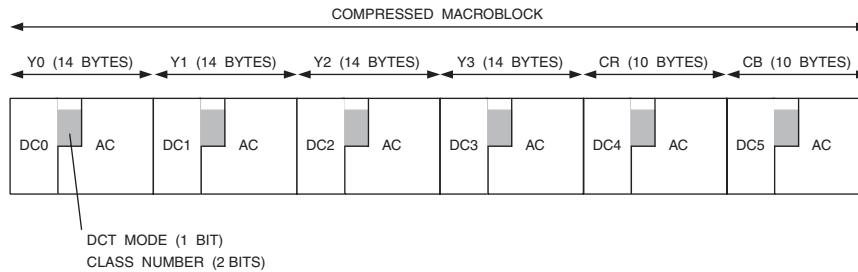 COMPRESSED MACROBLOCK
Y0 (14 BYTES) Y1 (14 BYTES) Y2 (14 BYTES) Y3 (14 BYTES) CR (10 BYTES) CB (10 BYTES)
DC0 AC DC1 AC DC2 AC DC3 AC DC4 AC DC5 AC
DCT MODE (1 BIT)
CLASS NUMBER (2 BITS)